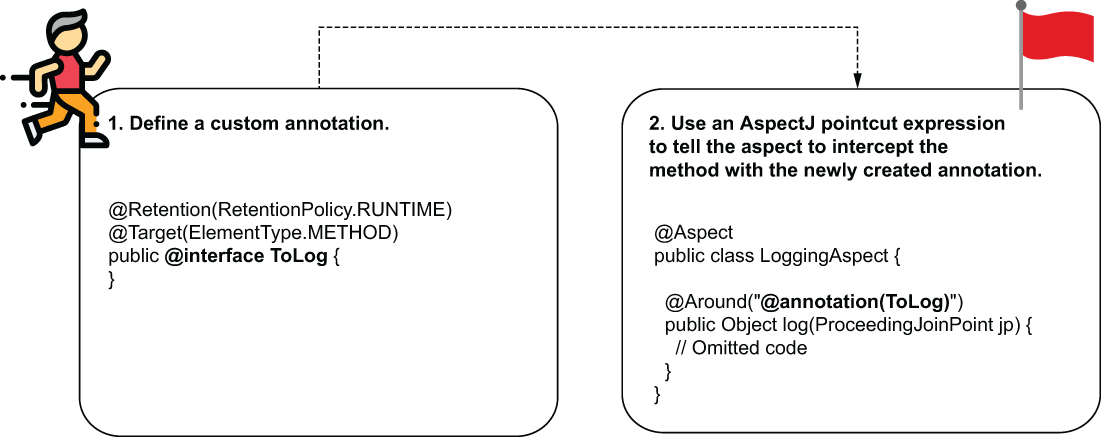 1. Define a custom annotation.
@Retention(RetentionPolicy.RUNTIME)
@Target(ElementType.METHOD)
public @interface ToLog {
}
2. Use an AspectJ pointcut expression
to tell the aspect to intercept the
method with the newly created annotation.
@Aspect
public class LoggingAspect {
@Around("@annotation(ToLog)")
public Object log(ProceedingJoinPoint jp) {
// Omitted code
}
}